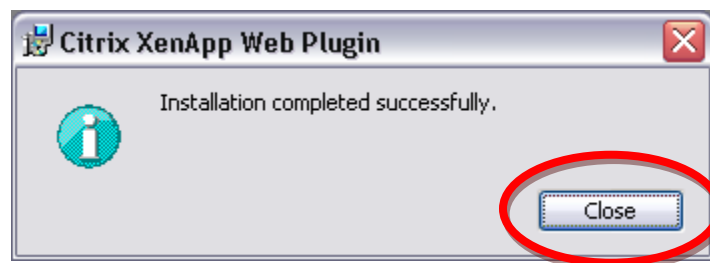 Citrix XenApp Web Plugin
Installation completed successfully.
Close